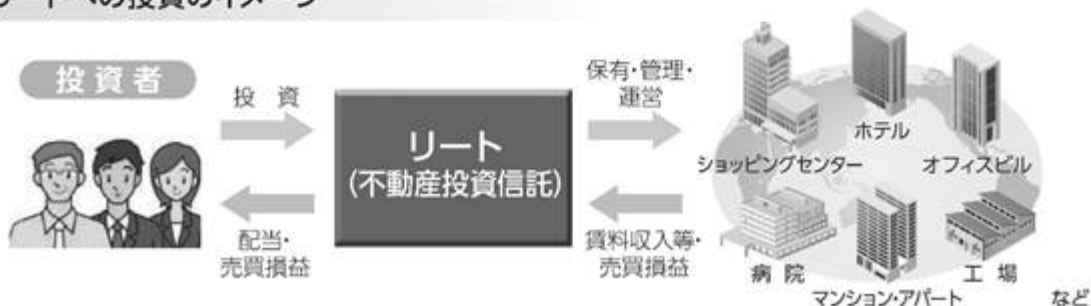 リートへの投資のイメージ
投資者
投 資
配当・
売買損益
リート
(不動産投資信託)
保有・管理・
運営
賃料収入等・
売買損益
ショッピングセンター
ホテル
オフィスビル
病 院
マンション・アパート
工 場
など